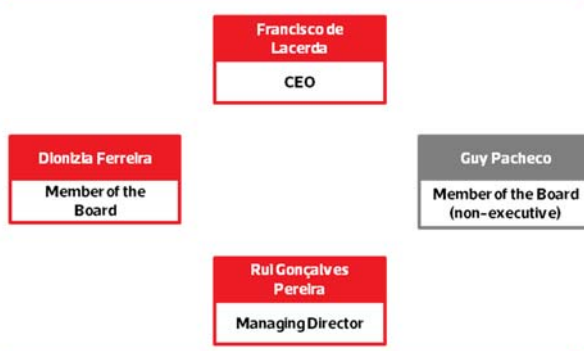 Francisco de
Lacerda
CEO
Dionizia Ferreira
Member of the
Board
Guy Pacheco
Member of the Board
(non-executive)
Rui Gonçalves
Pereira
Managing Director